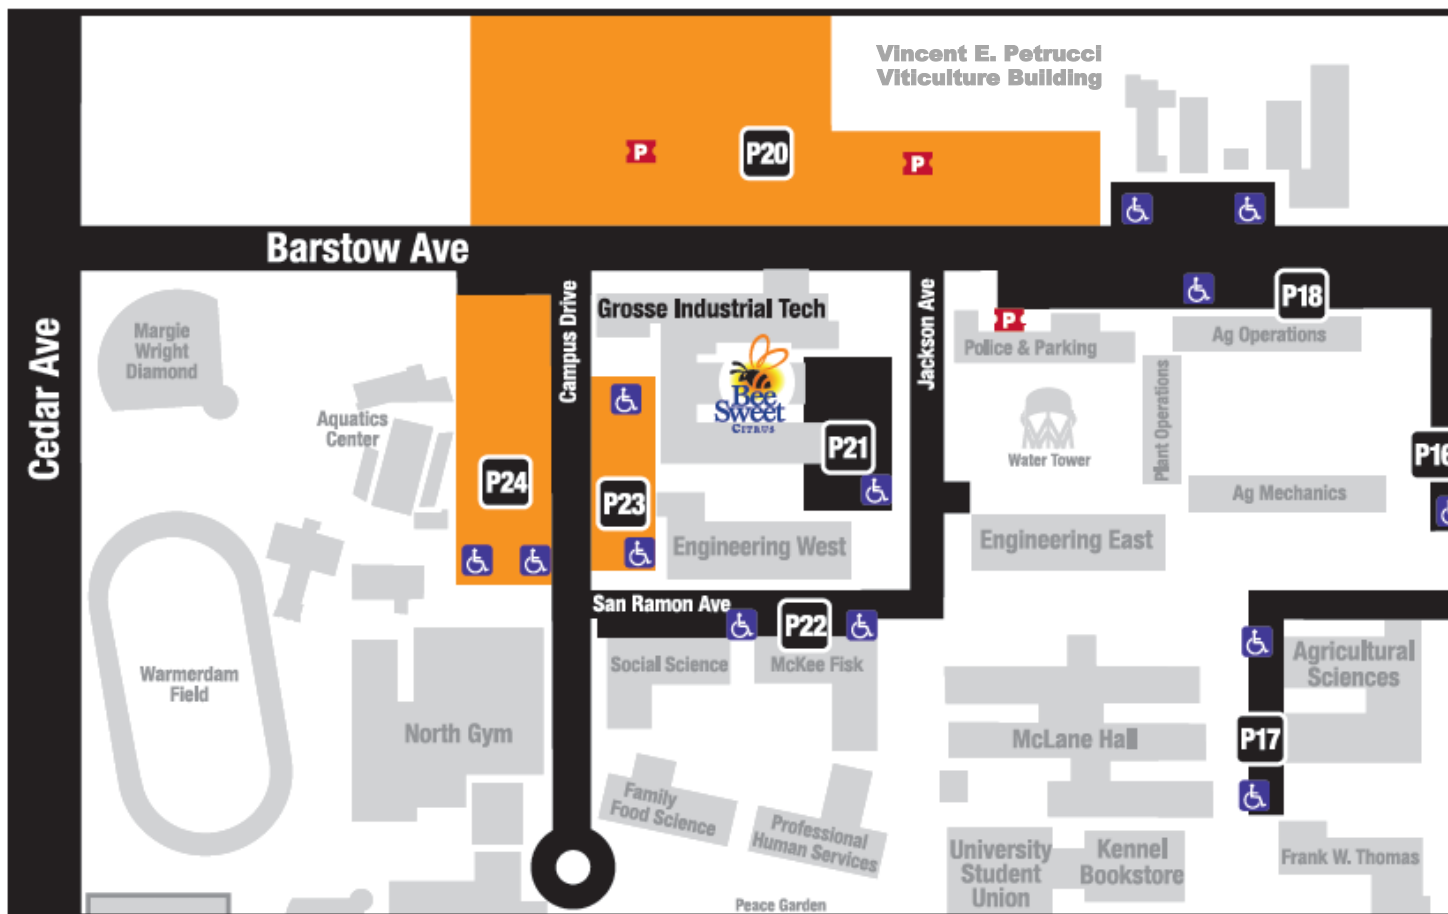 Vincent E. Petrucci
Viticulture Building
P
P20
P
Barstow Ave
Cedar Ave
Campus Drive
Jackson Ave
Grosse Industrial Tech
P18
P
Police & Parking
Ag Operations
Margie
Wright
Diamond
Aquatics
Center
Bee
Sweet
Citrus
P21
Water Tower
Plant Operations
P16
P24
P23
Ag Mechanics
Engineering West
Engineering East
San Ramon Ave
P22
Social Science
McKee Fisk
Agricultural
Sciences
Warmerdam
Field
North Gym
McLane Hall
P17
Family
Food Science
Professional
Human Services
University
Student
Union
Kennel
Bookstore
Frank W. Thomas
Peace Garden